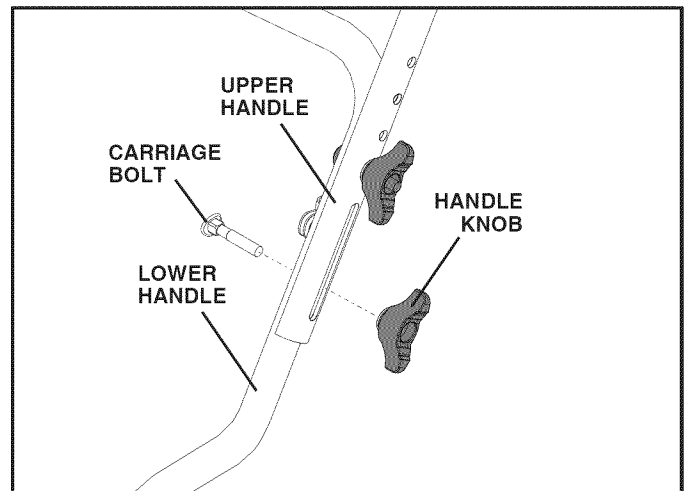 UPPER
HANDLE
CARRIAGE
BOLT
HANDLE
KNOB
LOWER
HANDLE